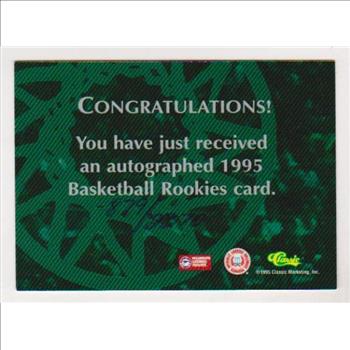 CONGRATULATIONS!
You have just received
an autographed 1995
Basketball Rookies card.
Classic
©1995 Classic Marketing, Inc.